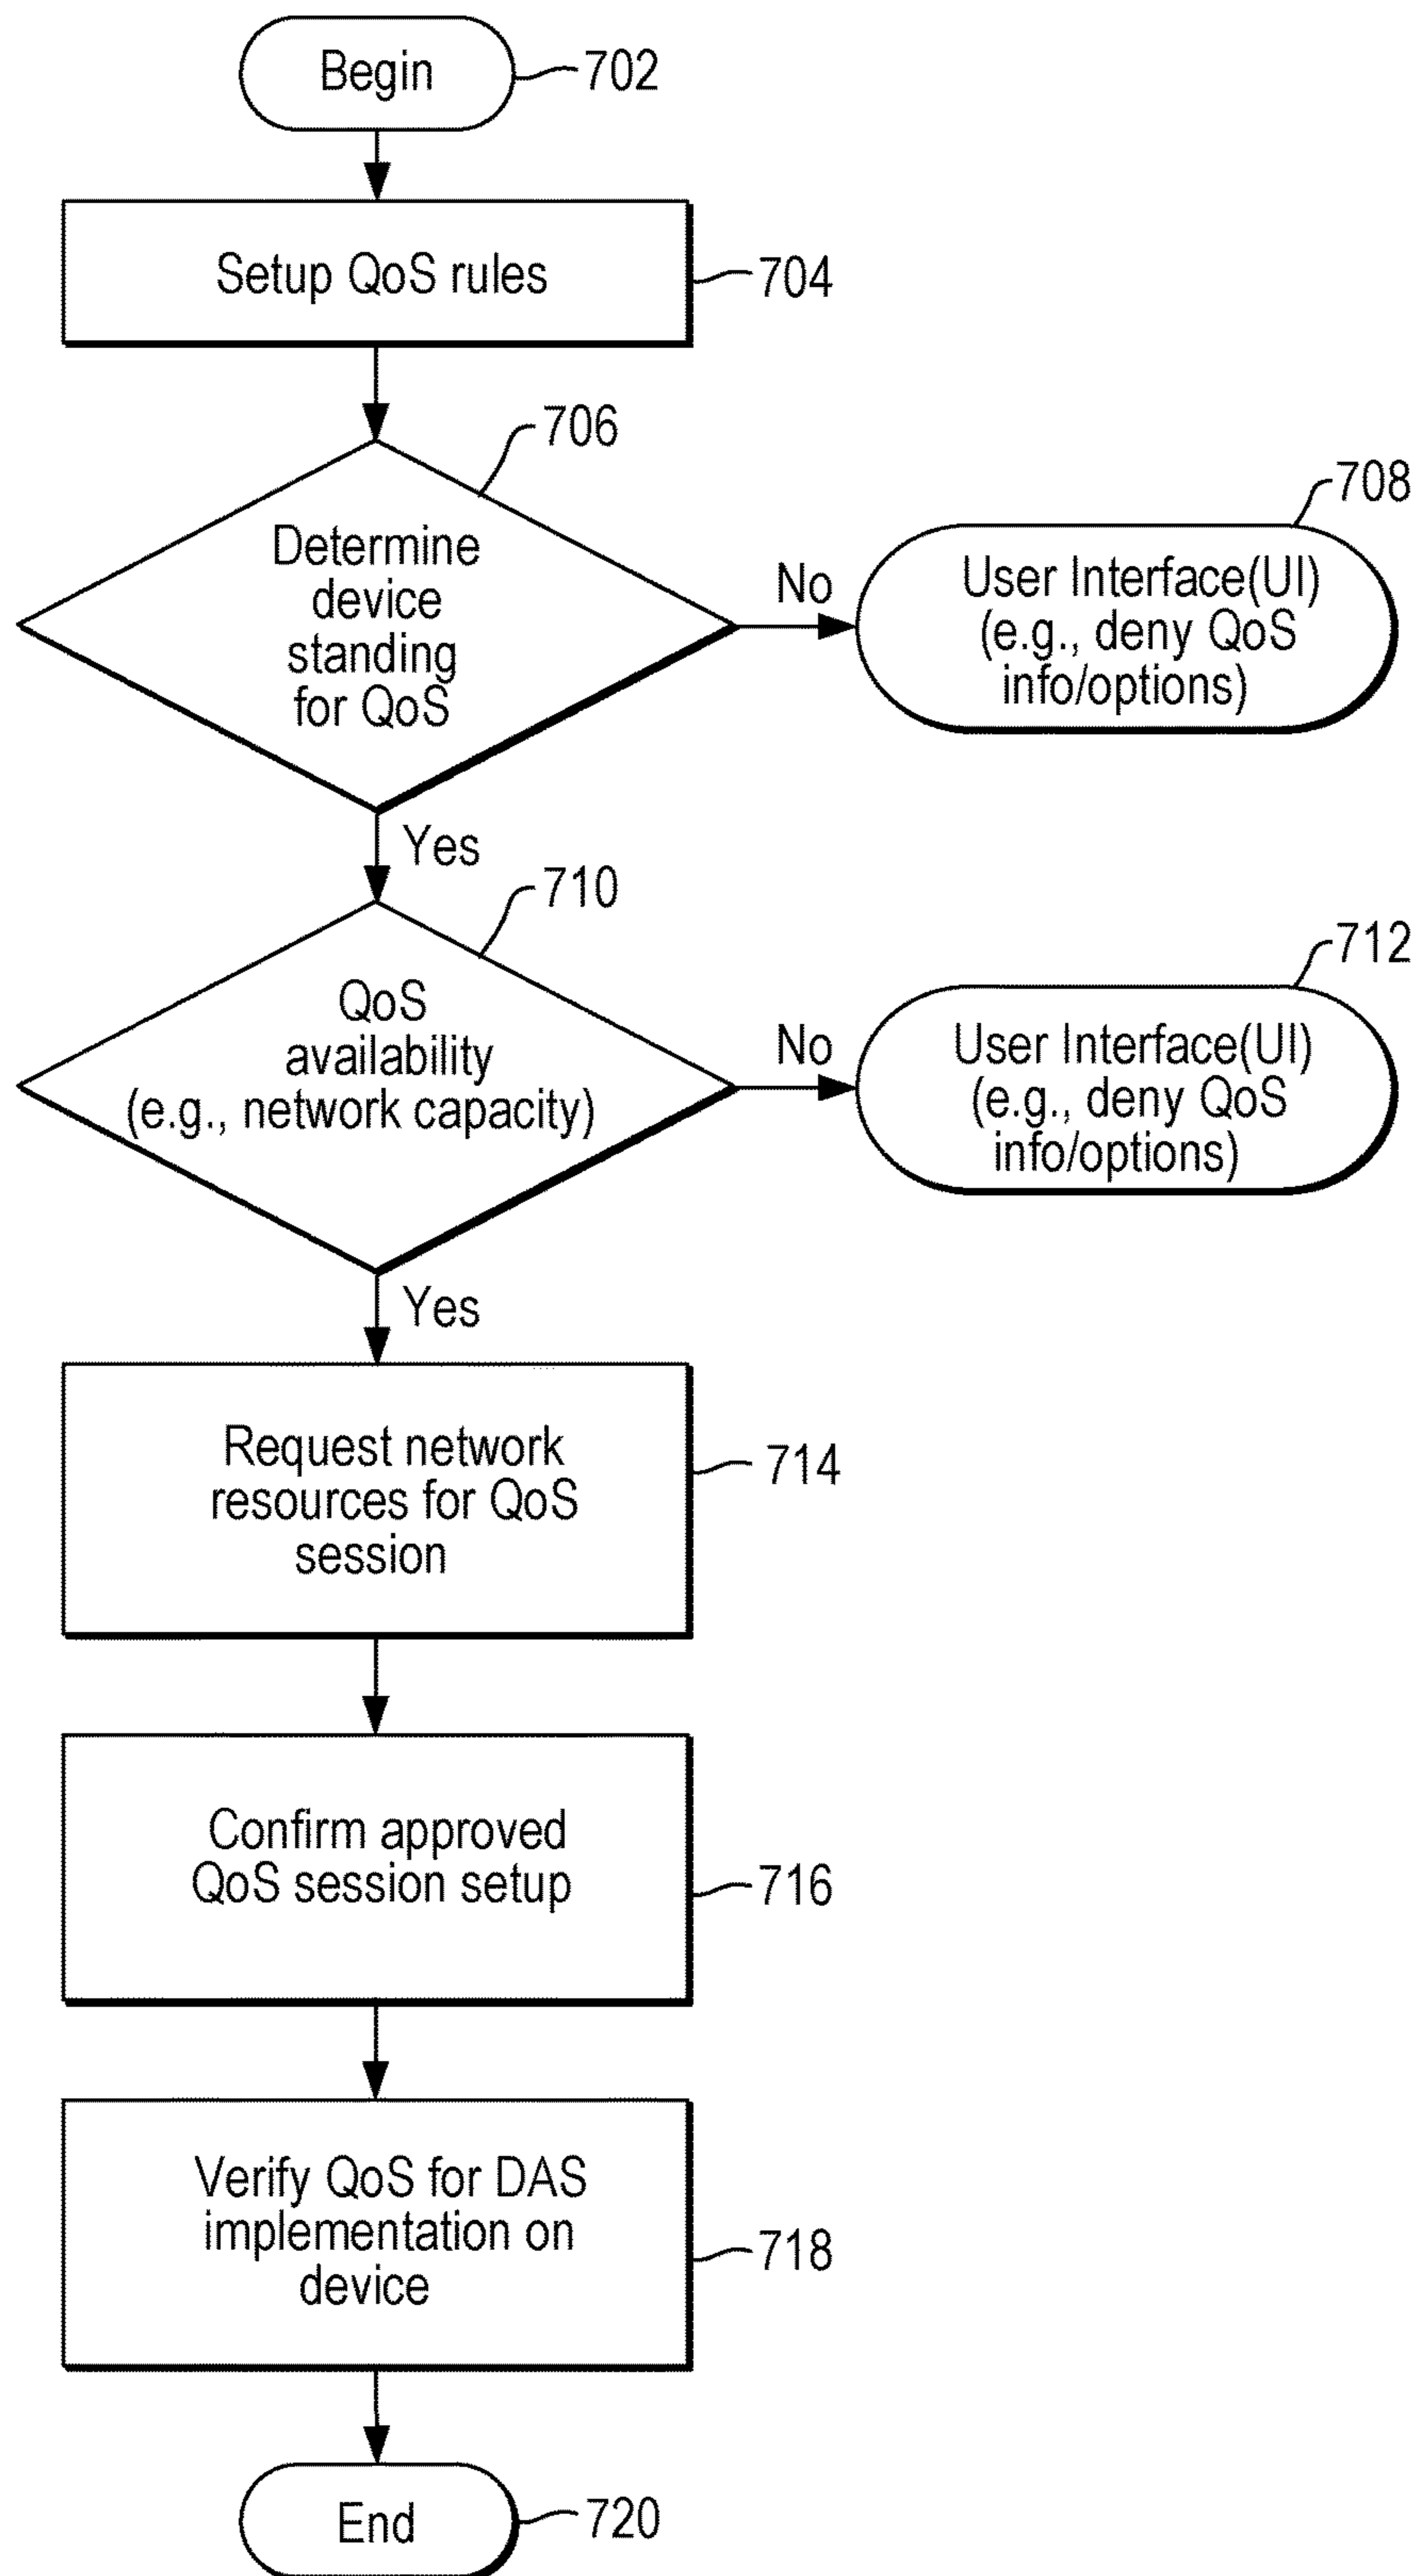 Begin
702
Setup QoS rules
704
706
Determine
device
standing
for QoS
No
708
User Interface(UI)
(e.g., deny QoS
info/options)
Yes
710
QoS
availability
(e.g., network capacity)
No
712
User Interface(UI)
(e.g., deny QoS
info/options)
Yes
Request network
resources for QoS
session
714
Confirm approved
QoS session setup
716
Verify QoS for DAS
implementation on
device
718
End
720